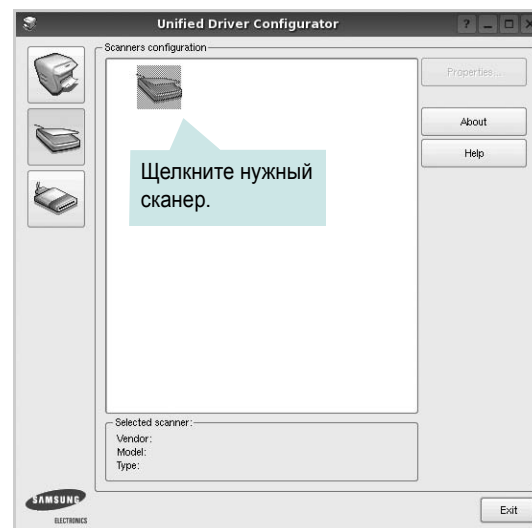 Unified Driver Configurator
Scanners configuration
Properties...
About
Help
Щелкните нужный
сканер.
Selected scanner:
Vendor:
Model:
Type:
SAMSUNG
ELECTRONICS
Exit